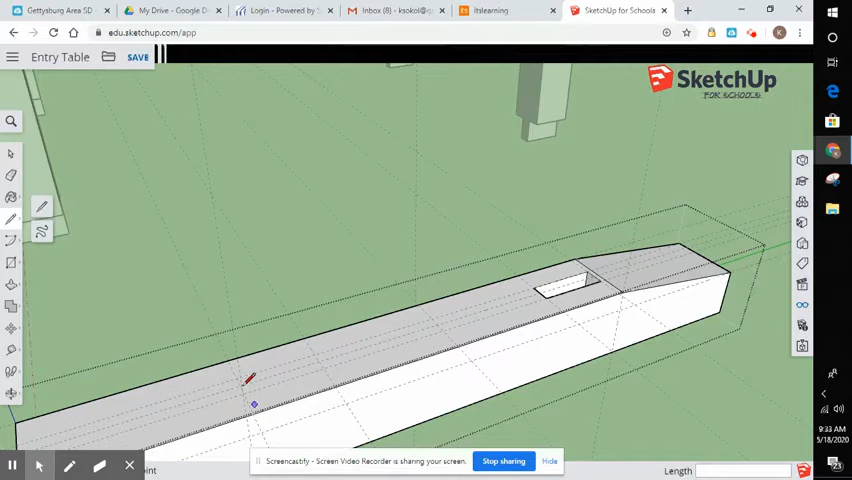 Gettysburg Area SD
My Drive - Google D
Login - Powered by S
Inbox (8) - ksokol@
Itslearning
SketchUp for Schools
edu.sketchup.com/app
K
Entry Table
SAVE
SketchUp
FOR SCHOOLS
9:33 AM
5/18/2020
23
Screencastify - Screen Video Recorder is sharing your screen.
Stop sharing
Hide
oint
Length